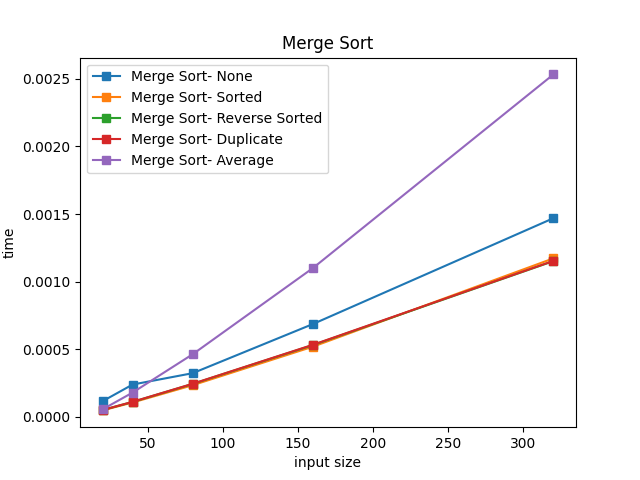 Merge Sort
Merge Sort- None
Merge Sort- Sorted
Merge Sort- Reverse Sorted
Merge Sort- Duplicate
Merge Sort- Average
0.0025
0.0020
0.0015
0.0010
0.0005
0.0000
time
50 100 150 200 250 300
input size